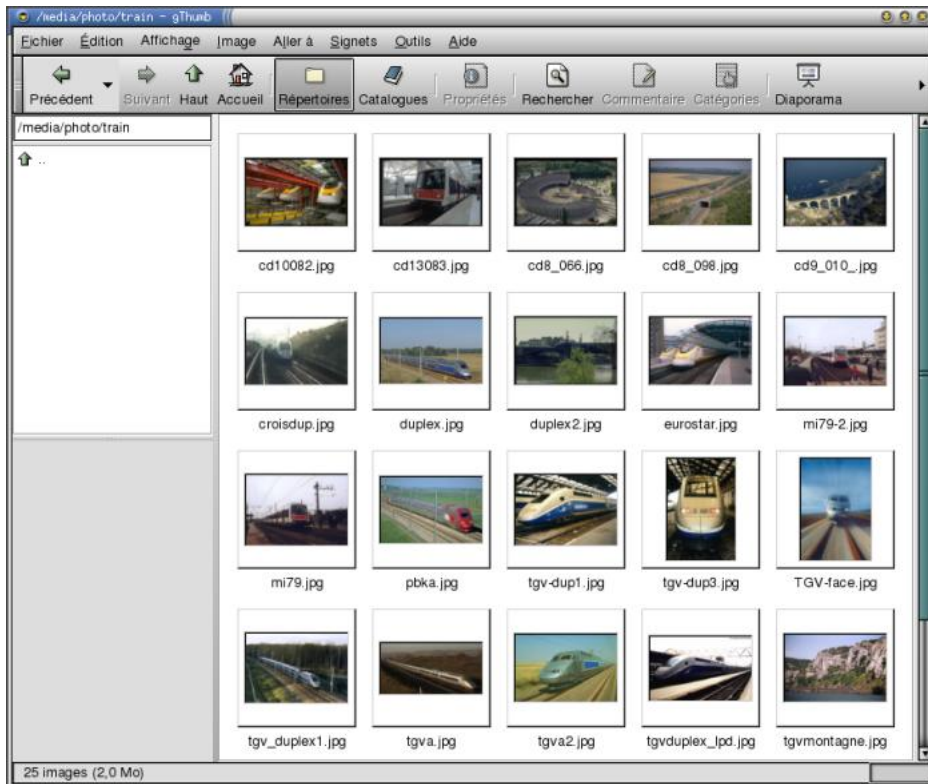 /media/photo/train - gThumb
Fichier Édition Affichage Image Aller à Signets Outils Aide
Précédent Suivant Haut Accueil Répertoires Catalogues Propriétés Rechercher Commentaire Catégories Diaporama
/media/photo/train
..
cd10082.jpg cd13083.jpg cd8_066.jpg cd8_098.jpg cd9_010_.jpg
croisdup.jpg duplex.jpg duplex2.jpg eurostar.jpg mi79-2.jpg
mi79.jpg pbka.jpg tgv-dup1.jpg tgv-dup3.jpg TGV-face.jpg
tgv_duplex1.jpg tgva.jpg tgva2.jpg tgvduplex_lpd.jpg tgvmontagne.jpg
25 images (2,0 Mo)